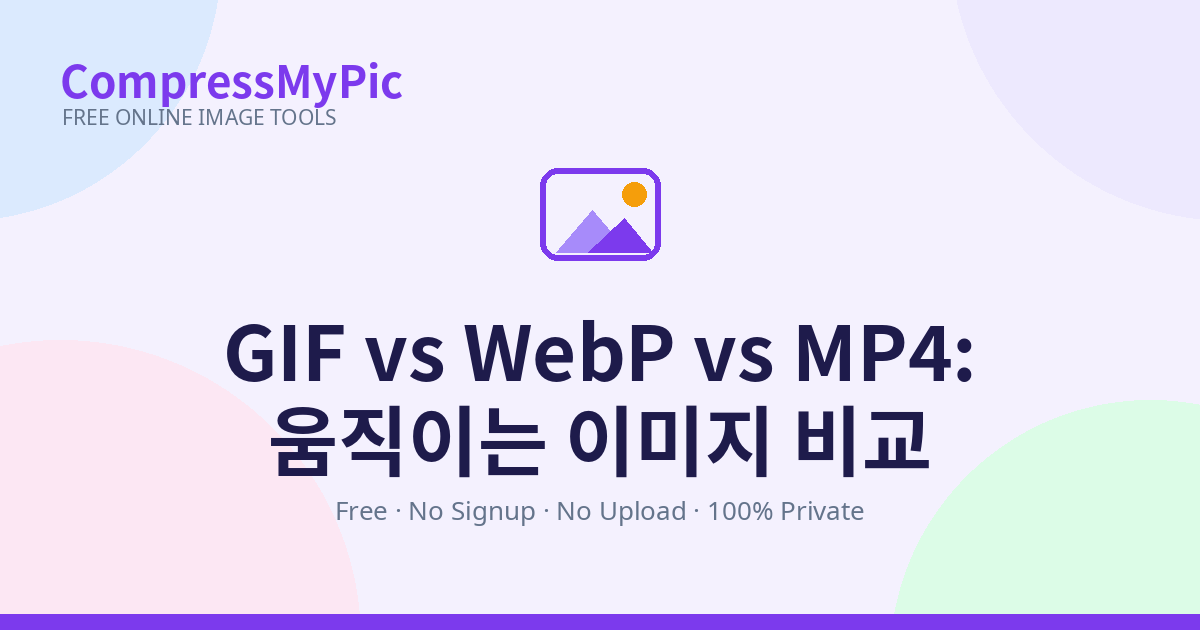 CompressMyPic
FREE ONLINE IMAGE TOOLS
GIF vs WebP vs MP4:
움직이는 이미지 비교
Free · No Signup · No Upload · 100% Private